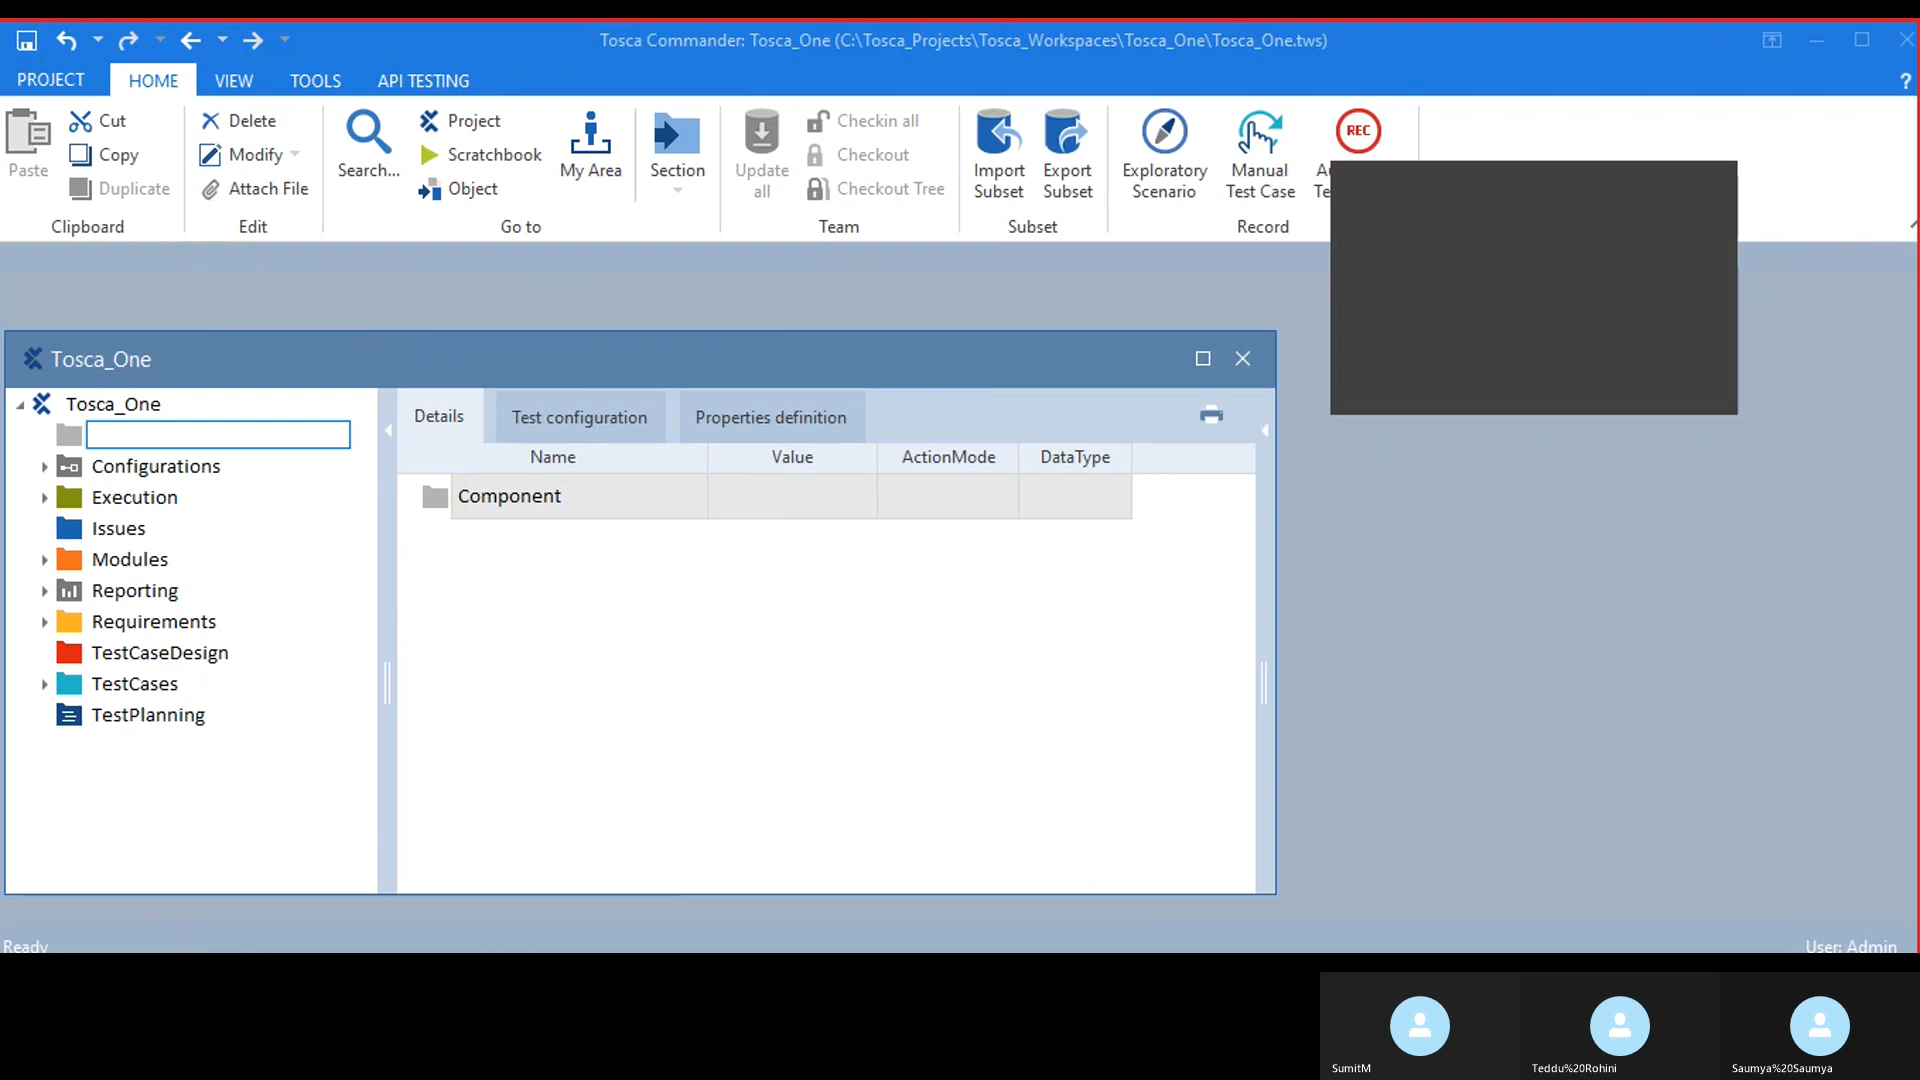 Tosca Commander: Tosca_One (C:\Tosca_Projects\Tosca_Workspaces\Tosca_One\Tosca_One.tws)
PROJECT HOME VIEW TOOLS API TESTING ?
Paste
Cut
Copy
Duplicate
Clipboard
Delete
Modify
Attach File
Edit
Search...
Project
Scratchbook
Object
My Area
Section
Go to
Update all
Checkin all
Checkout
Checkout Tree
Team
Import Subset
Export Subset
Subset
Exploratory Scenario
Manual Test Case
REC
Record
Tosca_One
Tosca_One
Configurations
Execution
Issues
Modules
Reporting
Requirements
TestCaseDesign
TestCases
TestPlanning
Details Test configuration Properties definition
Name Value ActionMode DataType
Component
Ready
User: Admin
SumitM
Teddu%20Rohini
Saumya%20Saumya